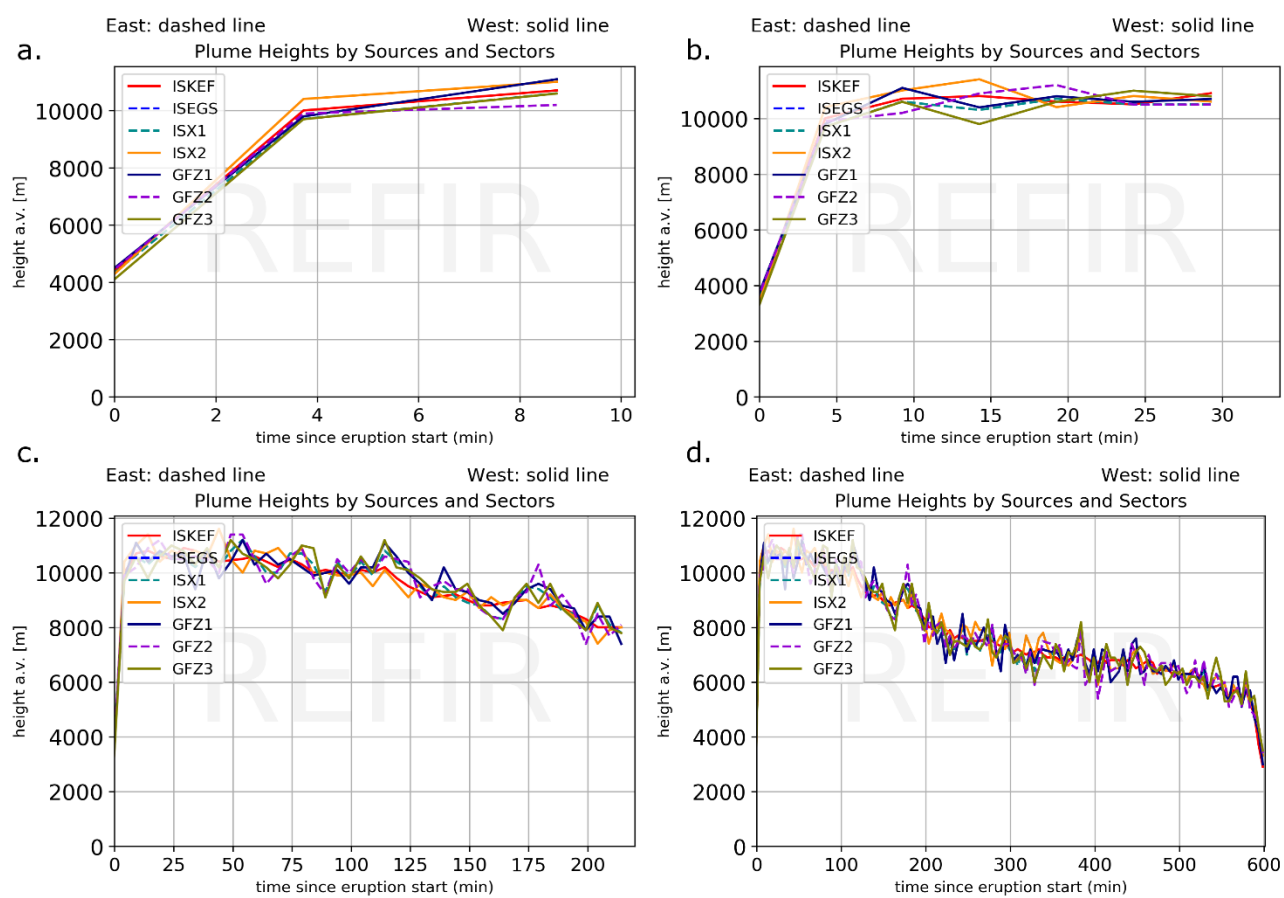 a.
East: dashed line West: solid line
Plume Heights by Sources and Sectors
height a.v. [m]
10000
8000
6000
4000
2000
0
ISKEF
ISEGS
ISX1
ISX2
GFZ1
GFZ2
GFZ3
REFIR
0 2 4 6 8 10
time since eruption start (min)
b.
East: dashed line West: solid line
Plume Heights by Sources and Sectors
height a.v. [m]
10000
8000
6000
4000
2000
0
ISKEF
ISEGS
ISX1
ISX2
GFZ1
GFZ2
GFZ3
REFIR
0 5 10 15 20 25 30
time since eruption start (min)
c.
East: dashed line West: solid line
Plume Heights by Sources and Sectors
height a.v. [m]
12000
10000
8000
6000
4000
2000
0
ISKEF
ISEGS
ISX1
ISX2
GFZ1
GFZ2
GFZ3
REFIR
0 25 50 75 100 125 150 175 200
time since eruption start (min)
d.
East: dashed line West: solid line
Plume Heights by Sources and Sectors
height a.v. [m]
12000
10000
8000
6000
4000
2000
0
ISKEF
ISEGS
ISX1
ISX2
GFZ1
GFZ2
GFZ3
REFIR
0 100 200 300 400 500 600
time since eruption start (min)